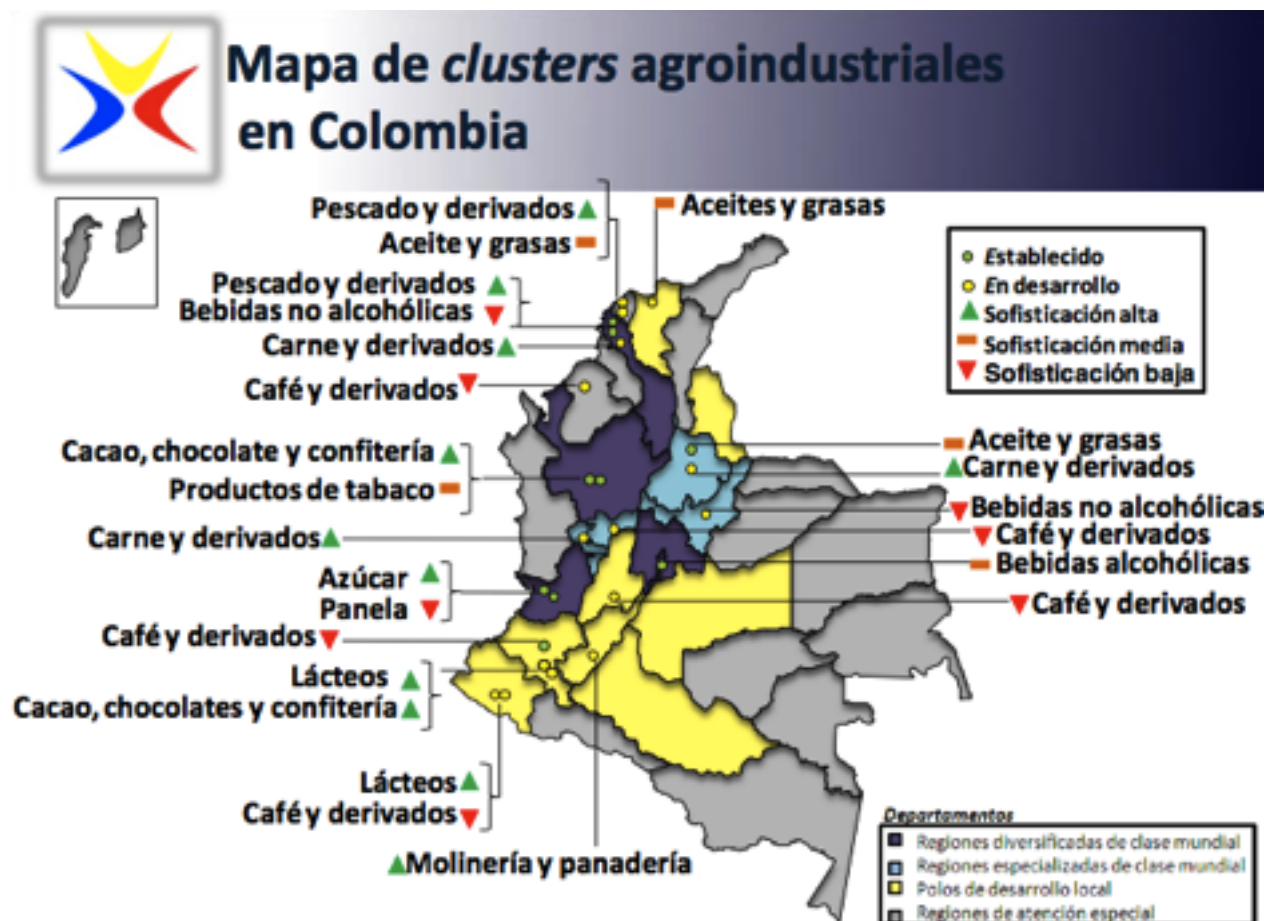 Mapa de clusters agroindustriales
en Colombia
Pescado y derivados
Aceite y grasas
Aceites y grasas
Pescado y derivados
Bebidas no alcohólicas
Carne y derivados
Café y derivados
Cacao, chocolate y confitería
Productos de tabaco
Carne y derivados
Azúcar
Panela
Café y derivados
Lácteos
Cacao, chocolates y confitería
Lácteos
Café y derivados
Molinería y panadería
Establecido
En desarrollo
Sofisticación alta
Sofisticación media
Sofisticación baja
Aceite y grasas
Carne y derivados
Bebidas no alcohólicas
Café y derivados
Bebidas alcohólicas
Café y derivados
Departamentos
Regiones diversificadas de clase mundial
Regiones especializadas de clase mundial
Polos de desarrollo local
Regiones de atención especial